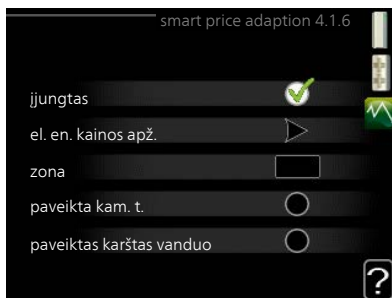 smart price adaption 4.1.6
įjungtas
el. en. kainos apž.
zona
paveikta kam. t.
paveiktas karštas vanduo
?